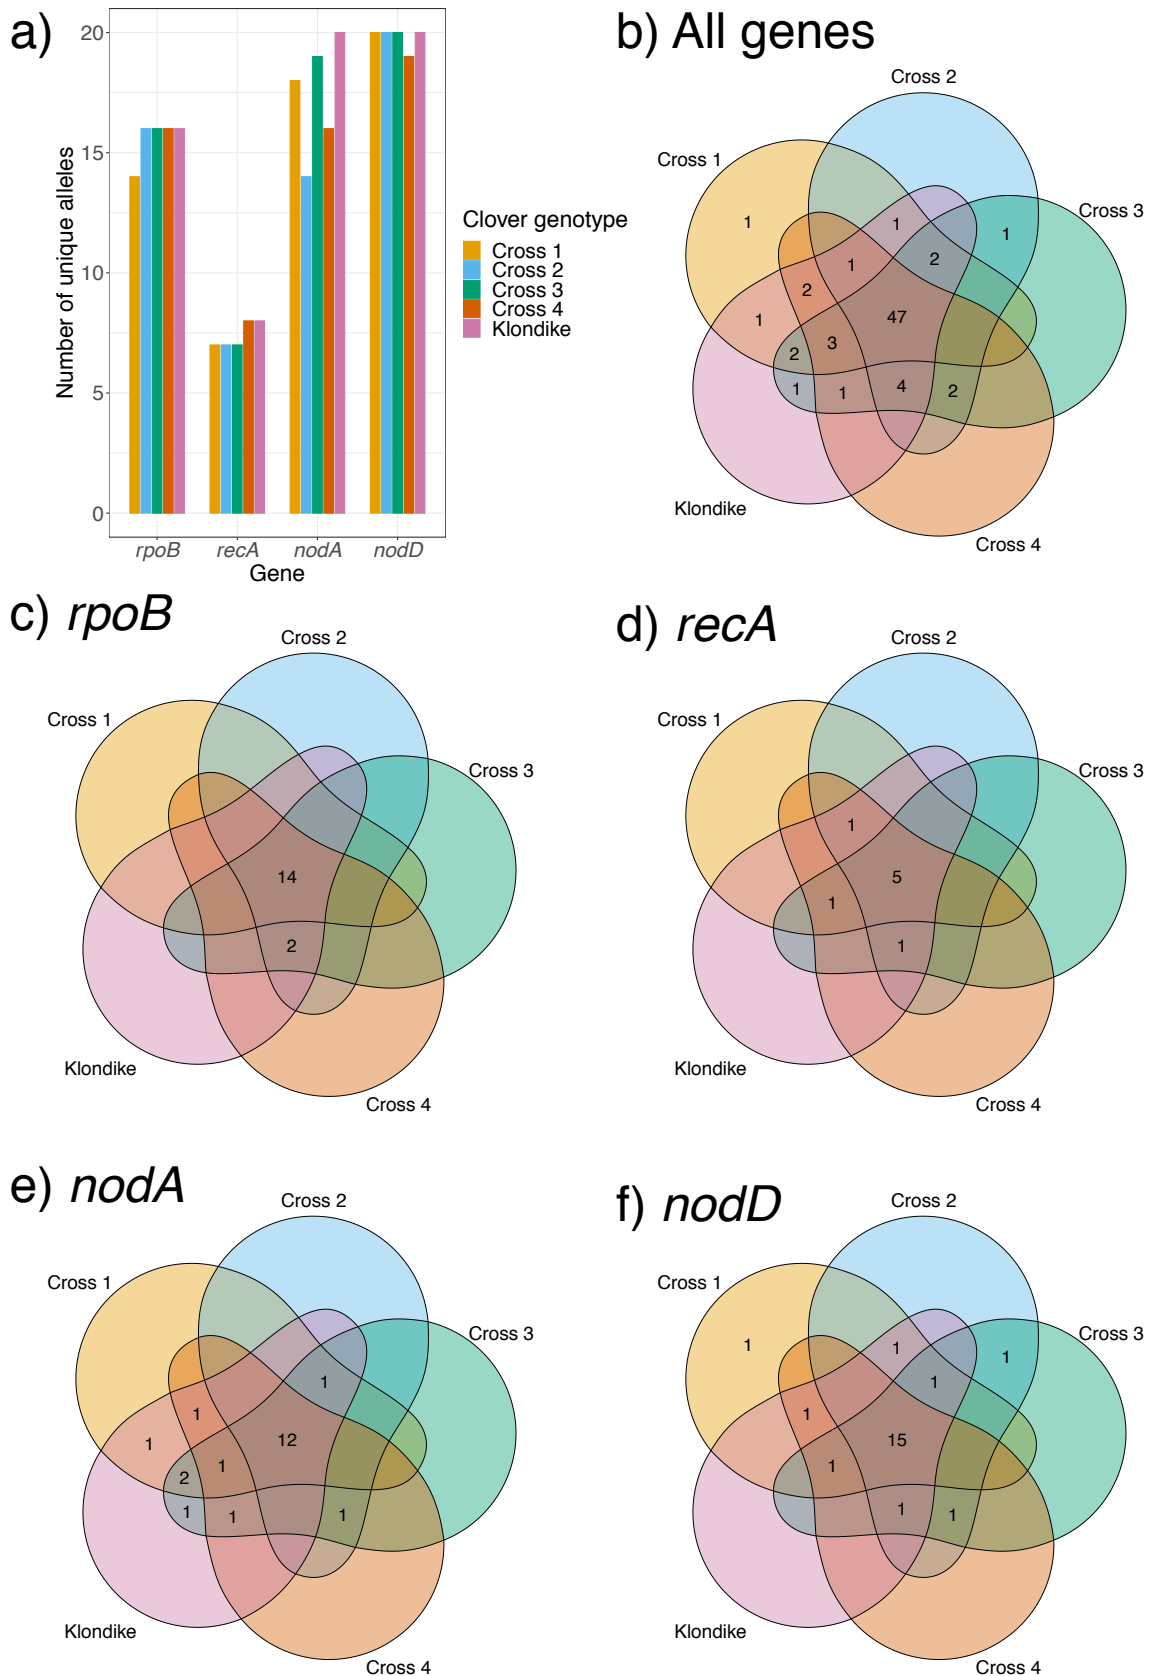 a)
20
15
10
5
0
Number of unique alleles
rpoB recA nodA nodD
Gene
Clover genotype
Cross 1
Cross 2
Cross 3
Cross 4
Klondike
b) All genes
Cross 2
Cross 1
Cross 3
1
1
1
2
1
2
1
47
3
2
1
1
4
2
Klondike
Cross 4
c) rpoB
Cross 2
Cross 1
Cross 3
14
2
Klondike
Cross 4
d) recA
Cross 2
Cross 1
Cross 3
1
5
1
1
Klondike
Cross 4
e) nodA
Cross 2
Cross 1
Cross 3
1
1
1
12
1
2
1
1
1
Klondike
Cross 4
f) nodD
Cross 2
Cross 1
Cross 3
1
1
1
1
1
15
1
1
1
Klondike
Cross 4